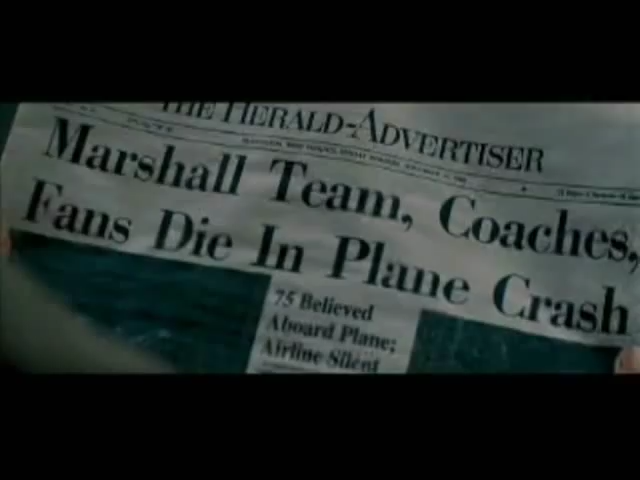 THE HERALD-ADVERTISER
Marshall Team, Coaches,
Fans Die In Plane Crash
75 Believed
Aboard Plane;
Airline Silent